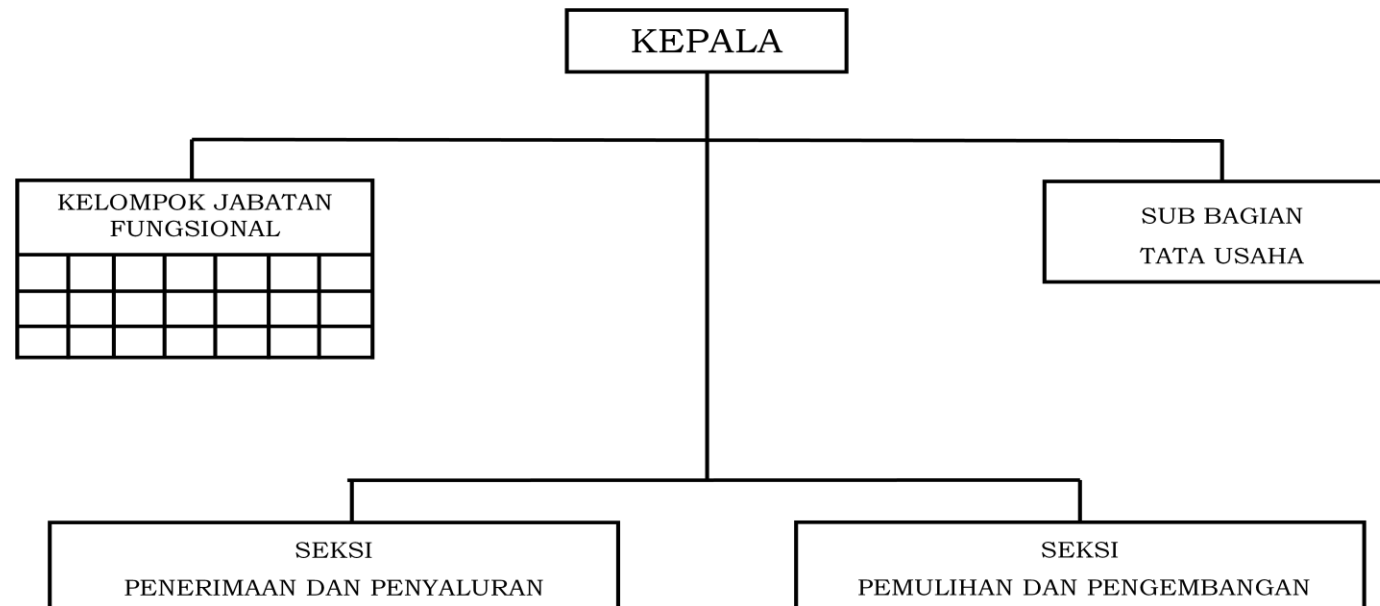 KEPALA
KELOMPOK JABATAN
FUNGSIONAL
SUB BAGIAN
TATA USAHA
SEKSI
PENERIMAAN DAN PENYALURAN
SEKSI
PEMULIHAN DAN PENGEMBANGAN